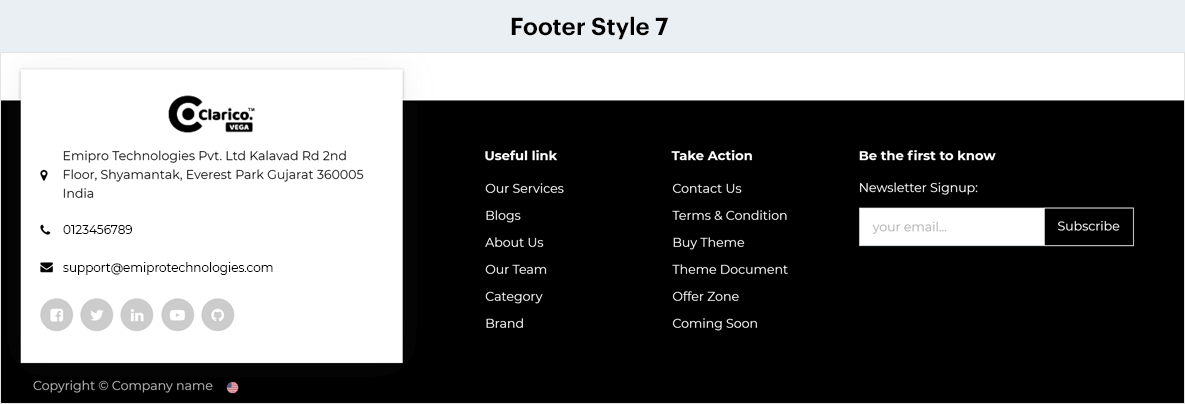 Footer Style 7
Clarico.™
VEGA
Emipro Technologies Pvt. Ltd Kalavad Rd 2nd
Floor, Shyamantak, Everest Park Gujarat 360005
India
0123456789
support@emiprotechnologies.com
Useful link
Our Services
Blogs
About Us
Our Team
Category
Brand
Take Action
Contact Us
Terms & Condition
Buy Theme
Theme Document
Offer Zone
Coming Soon
Be the first to know
Newsletter Signup:
your email...
Subscribe
Copyright © Company name